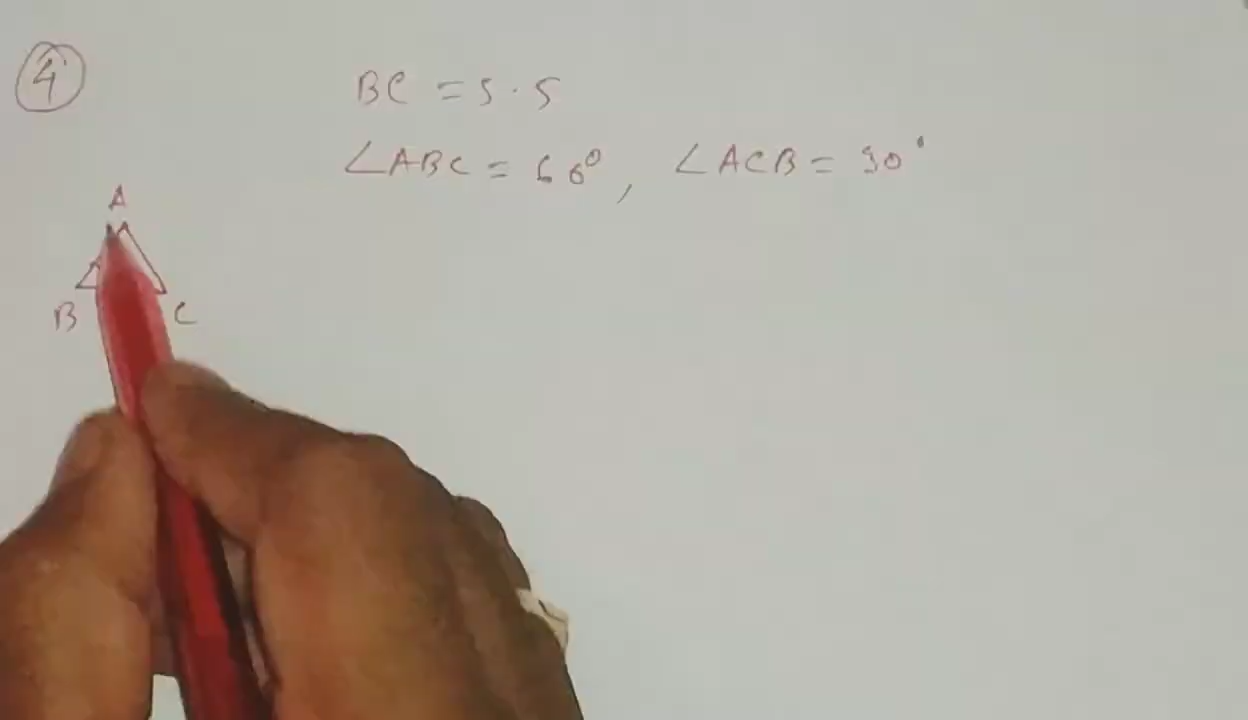 4
BC = 5.5
∠ABC = 60°, ∠ACB = 30°
A
B C